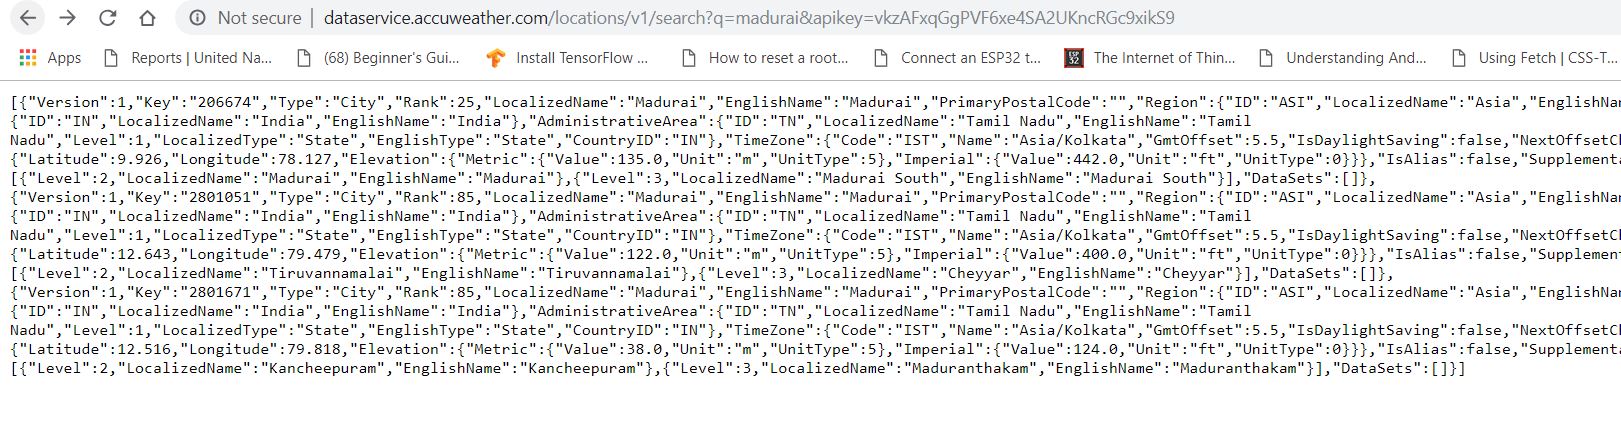 Not secure | dataservice.accuweather.com/locations/v1/search?q=madurai&apikey=vkzAFxqGgPVF6xe4SA2UKncRGc9xikS9
Apps Reports | United Na... (68) Beginner's Gui... Install TensorFlow ... How to reset a root... Connect an ESP32 t... ESP 32 The Internet of Thin... Understanding And... Using Fetch | CSS-T...
[{"Version":1,"Key":"206674","Type":"City","Rank":25,"LocalizedName":"Madurai","EnglishName":"Madurai","PrimaryPostalCode":"","Region":{"ID":"ASI","LocalizedName":"Asia","EnglishNam
{"ID":"IN","LocalizedName":"India","EnglishName":"India"},"AdministrativeArea":{"ID":"TN","LocalizedName":"Tamil Nadu","EnglishName":"Tamil
Nadu","Level":1,"LocalizedType":"State","EnglishType":"State","CountryID":"IN"},"TimeZone":{"Code":"IST","Name":"Asia/Kolkata","GmtOffset":5.5,"IsDaylightSaving":false,"NextOffsetCh
{"Latitude":9.926,"Longitude":78.127,"Elevation":{"Metric":{"Value":135.0,"Unit":"m","UnitType":5},"Imperial":{"Value":442.0,"Unit":"ft","UnitType":0}}},"IsAlias":false,"Supplementa
[{"Level":2,"LocalizedName":"Madurai","EnglishName":"Madurai"},{"Level":3,"LocalizedName":"Madurai South","EnglishName":"Madurai South"}],"DataSets":[]},
{"Version":1,"Key":"2801051","Type":"City","Rank":85,"LocalizedName":"Madurai","EnglishName":"Madurai","PrimaryPostalCode":"","Region":{"ID":"ASI","LocalizedName":"Asia","EnglishNa
{"ID":"IN","LocalizedName":"India","EnglishName":"India"},"AdministrativeArea":{"ID":"TN","LocalizedName":"Tamil Nadu","EnglishName":"Tamil
Nadu","Level":1,"LocalizedType":"State","EnglishType":"State","CountryID":"IN"},"TimeZone":{"Code":"IST","Name":"Asia/Kolkata","GmtOffset":5.5,"IsDaylightSaving":false,"NextOffsetCh
{"Latitude":12.643,"Longitude":79.479,"Elevation":{"Metric":{"Value":122.0,"Unit":"m","UnitType":5},"Imperial":{"Value":400.0,"Unit":"ft","UnitType":0}}},"IsAlias":false,"Supplement
[{"Level":2,"LocalizedName":"Tiruvannamalai","EnglishName":"Tiruvannamalai"},{"Level":3,"LocalizedName":"Cheyyar","EnglishName":"Cheyyar"}],"DataSets":[]},
{"Version":1,"Key":"2801671","Type":"City","Rank":85,"LocalizedName":"Madurai","EnglishName":"Madurai","PrimaryPostalCode":"","Region":{"ID":"ASI","LocalizedName":"Asia","EnglishNa
{"ID":"IN","LocalizedName":"India","EnglishName":"India"},"AdministrativeArea":{"ID":"TN","LocalizedName":"Tamil Nadu","EnglishName":"Tamil
Nadu","Level":1,"LocalizedType":"State","EnglishType":"State","CountryID":"IN"},"TimeZone":{"Code":"IST","Name":"Asia/Kolkata","GmtOffset":5.5,"IsDaylightSaving":false,"NextOffsetCh
{"Latitude":12.516,"Longitude":79.818,"Elevation":{"Metric":{"Value":38.0,"Unit":"m","UnitType":5},"Imperial":{"Value":124.0,"Unit":"ft","UnitType":0}}},"IsAlias":false,"Supplementa
[{"Level":2,"LocalizedName":"Kancheepuram","EnglishName":"Kancheepuram"},{"Level":3,"LocalizedName":"Maduranthakam","EnglishName":"Maduranthakam"}],"DataSets":[]}]